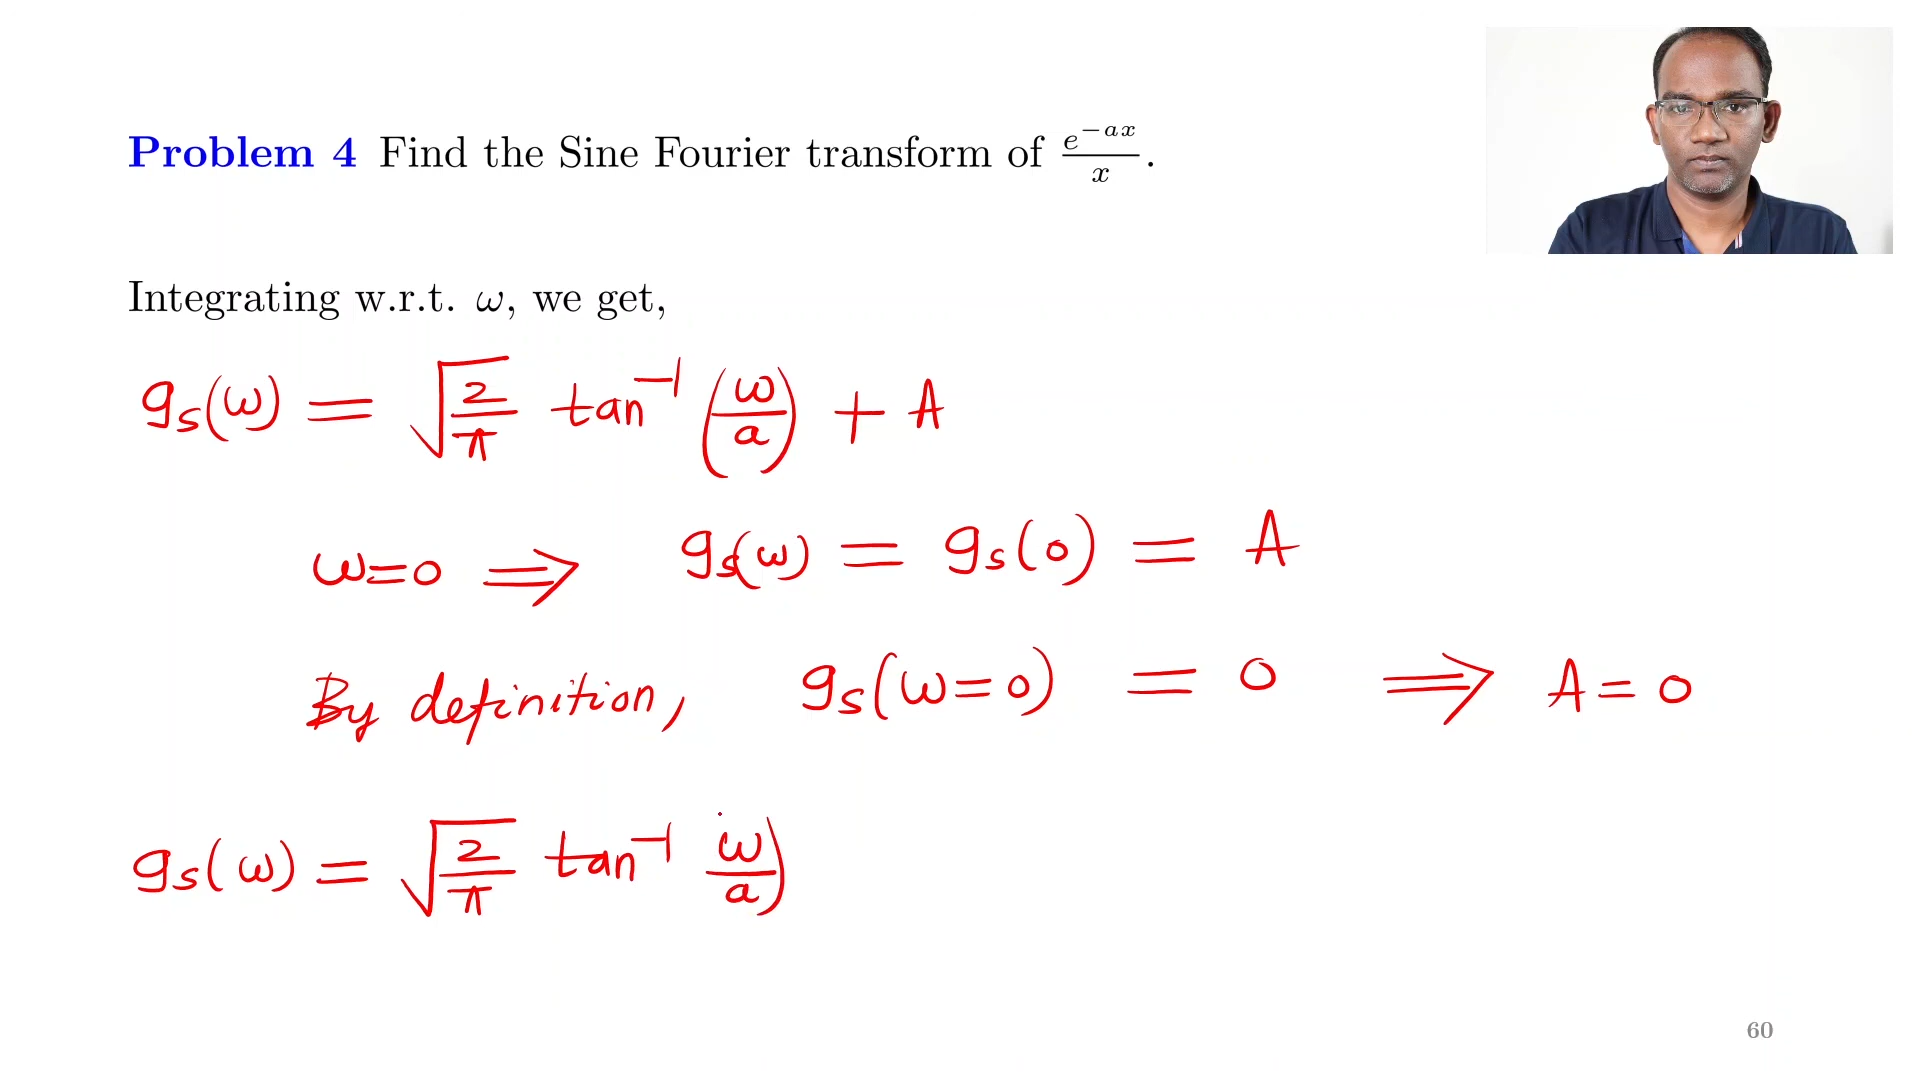 Problem 4 Find the Sine Fourier transform of e^{-ax}/x.
Integrating w.r.t. ω, we get,
g_s(ω) = √(2/π) tan⁻¹ (ω/a) + A
ω=0 ⟹ g_s(ω) = g_s(0) = A
By definition, g_s(ω=0) = 0 ⟹ A = 0
g_s(ω) = √(2/π) tan⁻¹ ω/a)
60